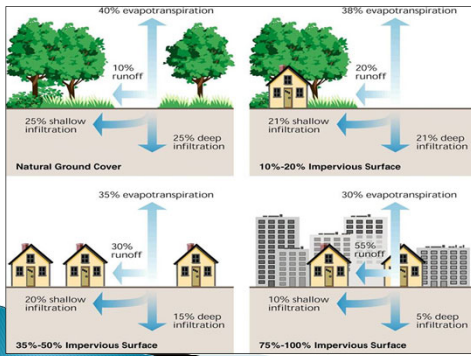 40% evapotranspiration
10%
runoff
25% shallow
infiltration
25% deep
infiltration
Natural Ground Cover
38% evapotranspiration
20%
runoff
21% shallow
infiltration
21% deep
infiltration
10%-20% Impervious Surface
35% evapotranspiration
30%
runoff
20% shallow
infiltration
15% deep
infiltration
35%-50% Impervious Surface
30% evapotranspiration
55%
runoff
10% shallow
infiltration
5% deep
infiltration
75%-100% Impervious Surface